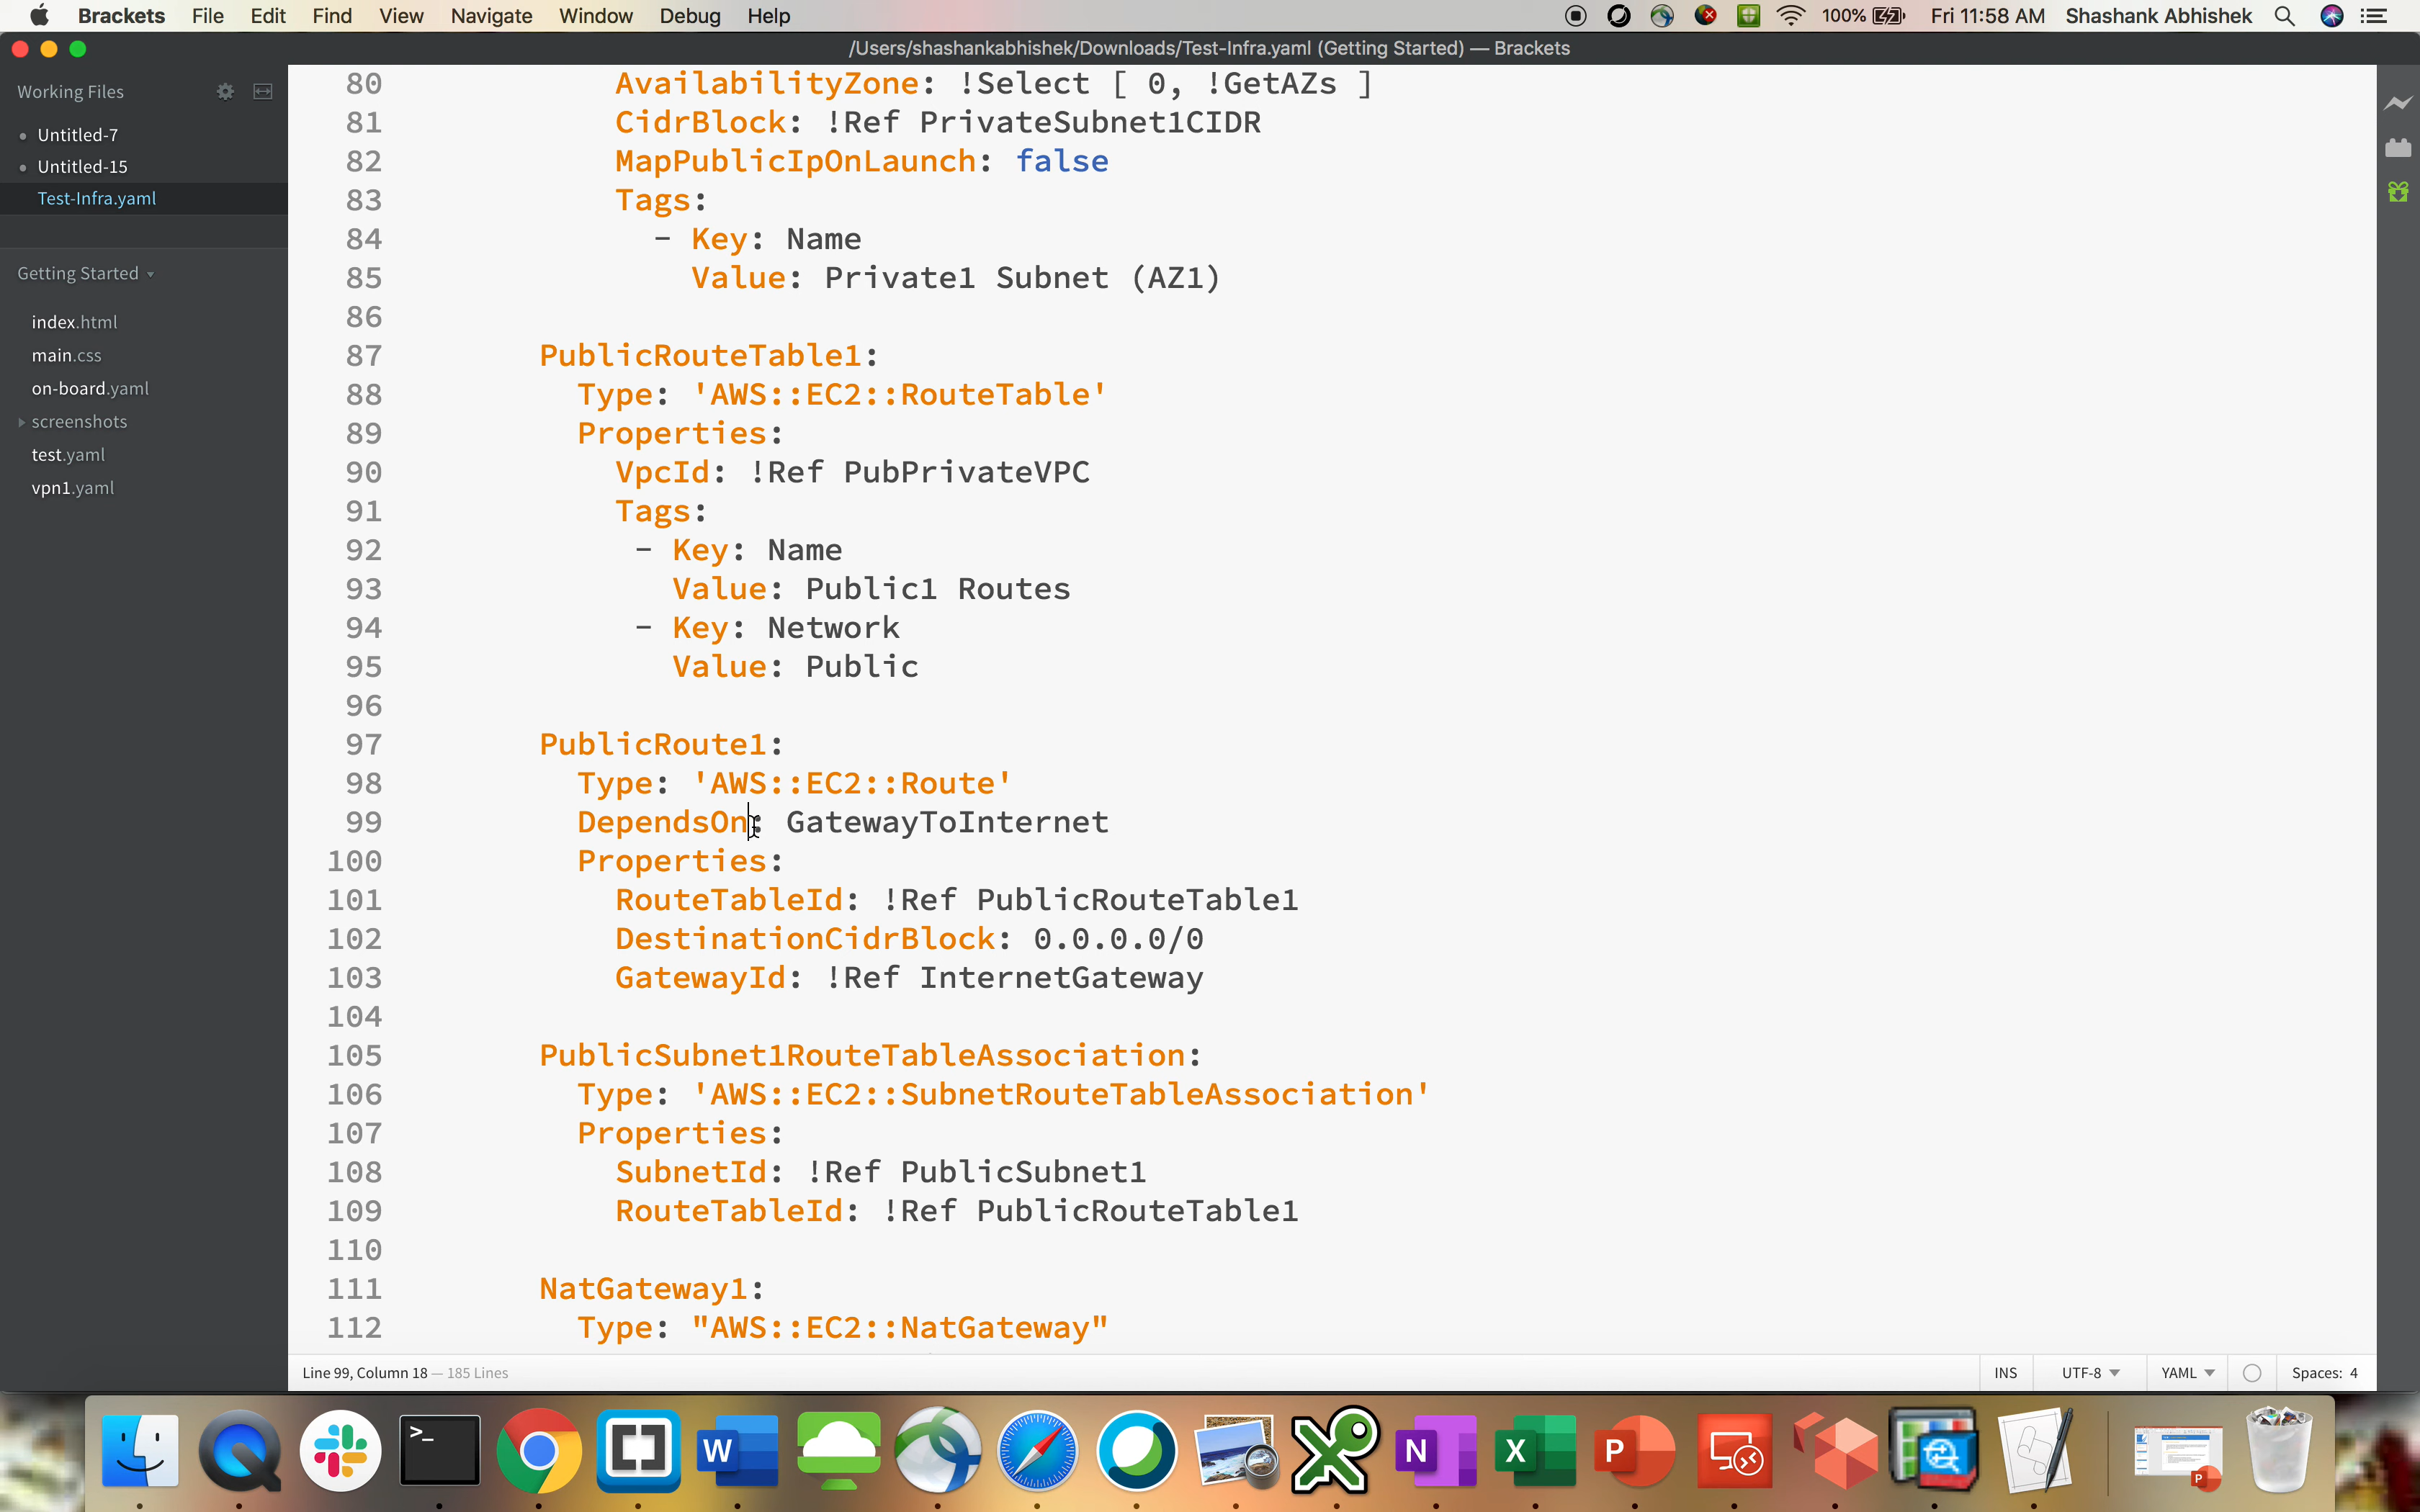 Brackets File Edit Find View Navigate Window Debug Help 100% Fri 11:58 AM Shashank Abhishek
/Users/shashankabhishek/Downloads/Test-Infra.yaml (Getting Started) — Brackets
Working Files
Untitled-7
Untitled-15
Test-Infra.yaml
Getting Started
index.html
main.css
on-board.yaml
screenshots
test.yaml
vpn1.yaml
80 AvailabilityZone: !Select [ 0, !GetAZs ]
81 CidrBlock: !Ref PrivateSubnet1CIDR
82 MapPublicIpOnLaunch: false
83 Tags:
84 - Key: Name
85 Value: Private1 Subnet (AZ1)
86
87 PublicRouteTable1:
88 Type: 'AWS::EC2::RouteTable'
89 Properties:
90 VpcId: !Ref PubPrivateVPC
91 Tags:
92 - Key: Name
93 Value: Public1 Routes
94 - Key: Network
95 Value: Public
96
97 PublicRoute1:
98 Type: 'AWS::EC2::Route'
99 DependsOn: GatewayToInternet
100 Properties:
101 RouteTableId: !Ref PublicRouteTable1
102 DestinationCidrBlock: 0.0.0.0/0
103 GatewayId: !Ref InternetGateway
104
105 PublicSubnet1RouteTableAssociation:
106 Type: 'AWS::EC2::SubnetRouteTableAssociation'
107 Properties:
108 SubnetId: !Ref PublicSubnet1
109 RouteTableId: !Ref PublicRouteTable1
110
111 NatGateway1:
112 Type: "AWS::EC2::NatGateway"
Line 99, Column 18 — 185 Lines INS UTF-8 YAML Spaces: 4
>_ W N X P P